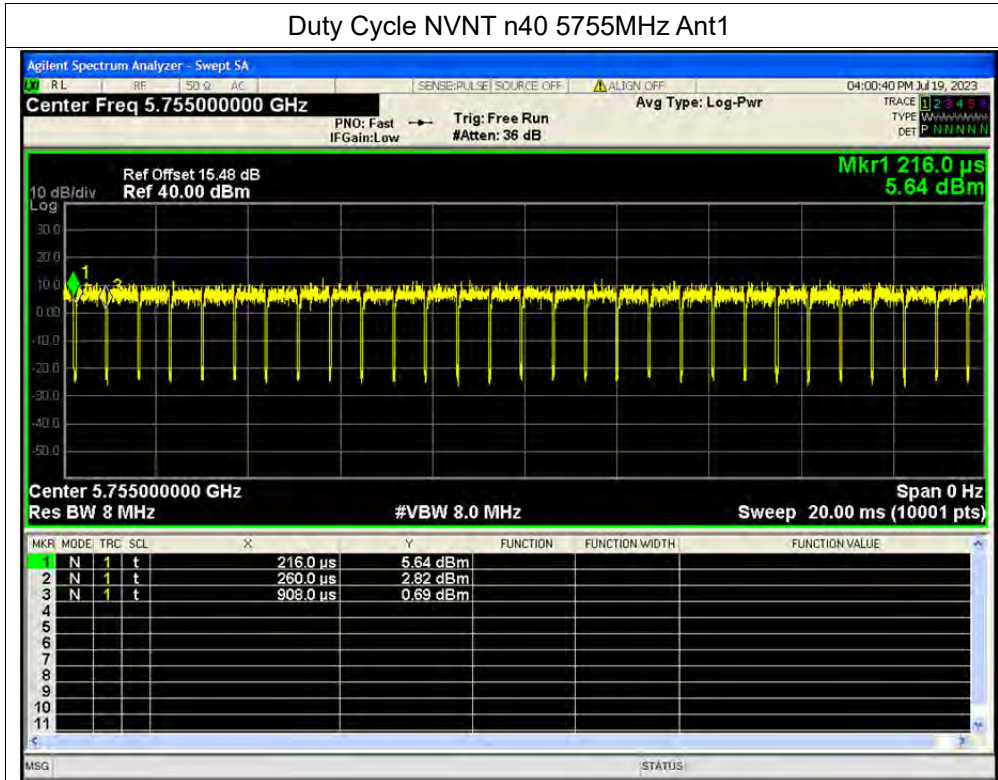 Duty Cycle NVNT n40 5755MHz Ant1
Agilent Spectrum Analyzer - Swept SA
RL RF 50 Ω AC SENSE:PULSE SOURCE OFF ALIGN OFF 04:00:40 PM Jul 19, 2023
Center Freq 5.755000000 GHz
Avg Type: Log-Pwr
TRACE 1 2 3 4 5 6
PNO: Fast
Trig: Free Run
TYPE
IFGain:Low
#Atten: 36 dB
DET P N N N N N
Mkr1 216.0 µs
5.64 dBm
Ref Offset 15.48 dB
10 dB/div Ref 40.00 dBm
Log
30.0
20.0
10.0
0.00
-10.0
-20.0
-30.0
-40.0
-50.0
1
3
Center 5.755000000 GHz Span 0 Hz
Res BW 8 MHz #VBW 8.0 MHz Sweep 20.00 ms (10001 pts)
MKR MODE TRC SCL X Y FUNCTION FUNCTION WIDTH FUNCTION VALUE
1 N 1 t 216.0 µs 5.64 dBm
2 N 1 t 260.0 µs 2.82 dBm
3 N 1 t 908.0 µs 0.69 dBm
4
5
6
7
8
9
10
11
MSG STATUS